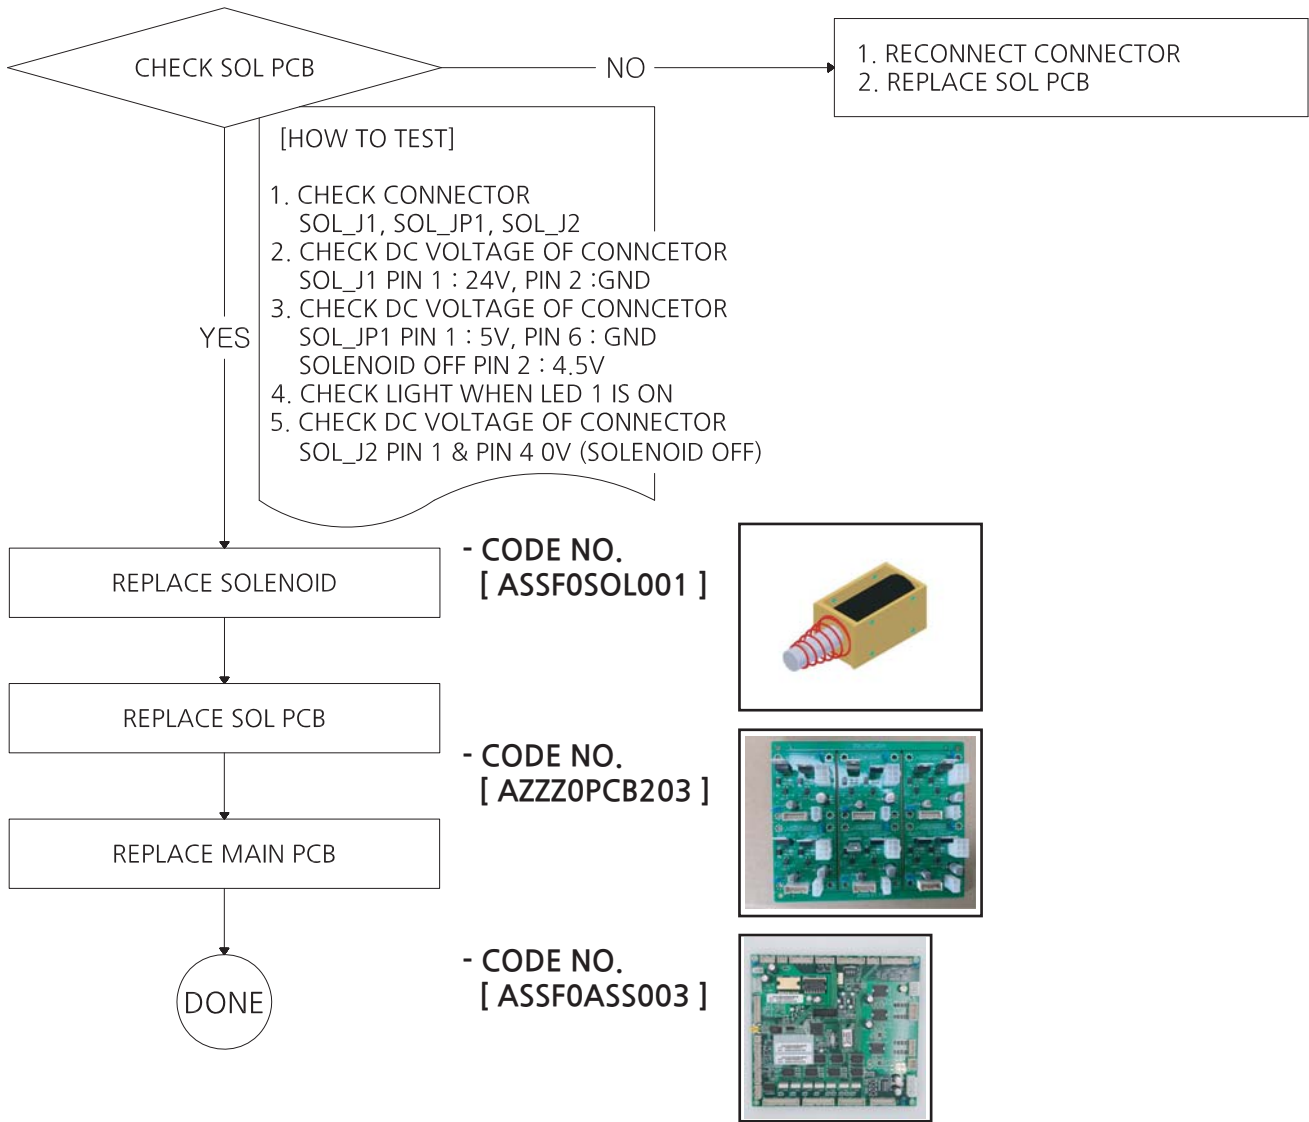 CHECK SOL PCB
NO
1. RECONNECT CONNECTOR
2. REPLACE SOL PCB
[HOW TO TEST]
1. CHECK CONNECTOR
SOL_J1, SOL_JP1, SOL_J2
2. CHECK DC VOLTAGE OF CONNCETOR
SOL_J1 PIN 1 : 24V, PIN 2 :GND
3. CHECK DC VOLTAGE OF CONNCETOR
SOL_JP1 PIN 1 : 5V, PIN 6 : GND
SOLENOID OFF PIN 2 : 4.5V
4. CHECK LIGHT WHEN LED 1 IS ON
5. CHECK DC VOLTAGE OF CONNECTOR
SOL_J2 PIN 1 & PIN 4 0V (SOLENOID OFF)
YES
REPLACE SOLENOID
- CODE NO.
[ ASSF0SOL001 ]
REPLACE SOL PCB
- CODE NO.
[ AZZZ0PCB203 ]
REPLACE MAIN PCB
- CODE NO.
[ ASSF0ASS003 ]
DONE